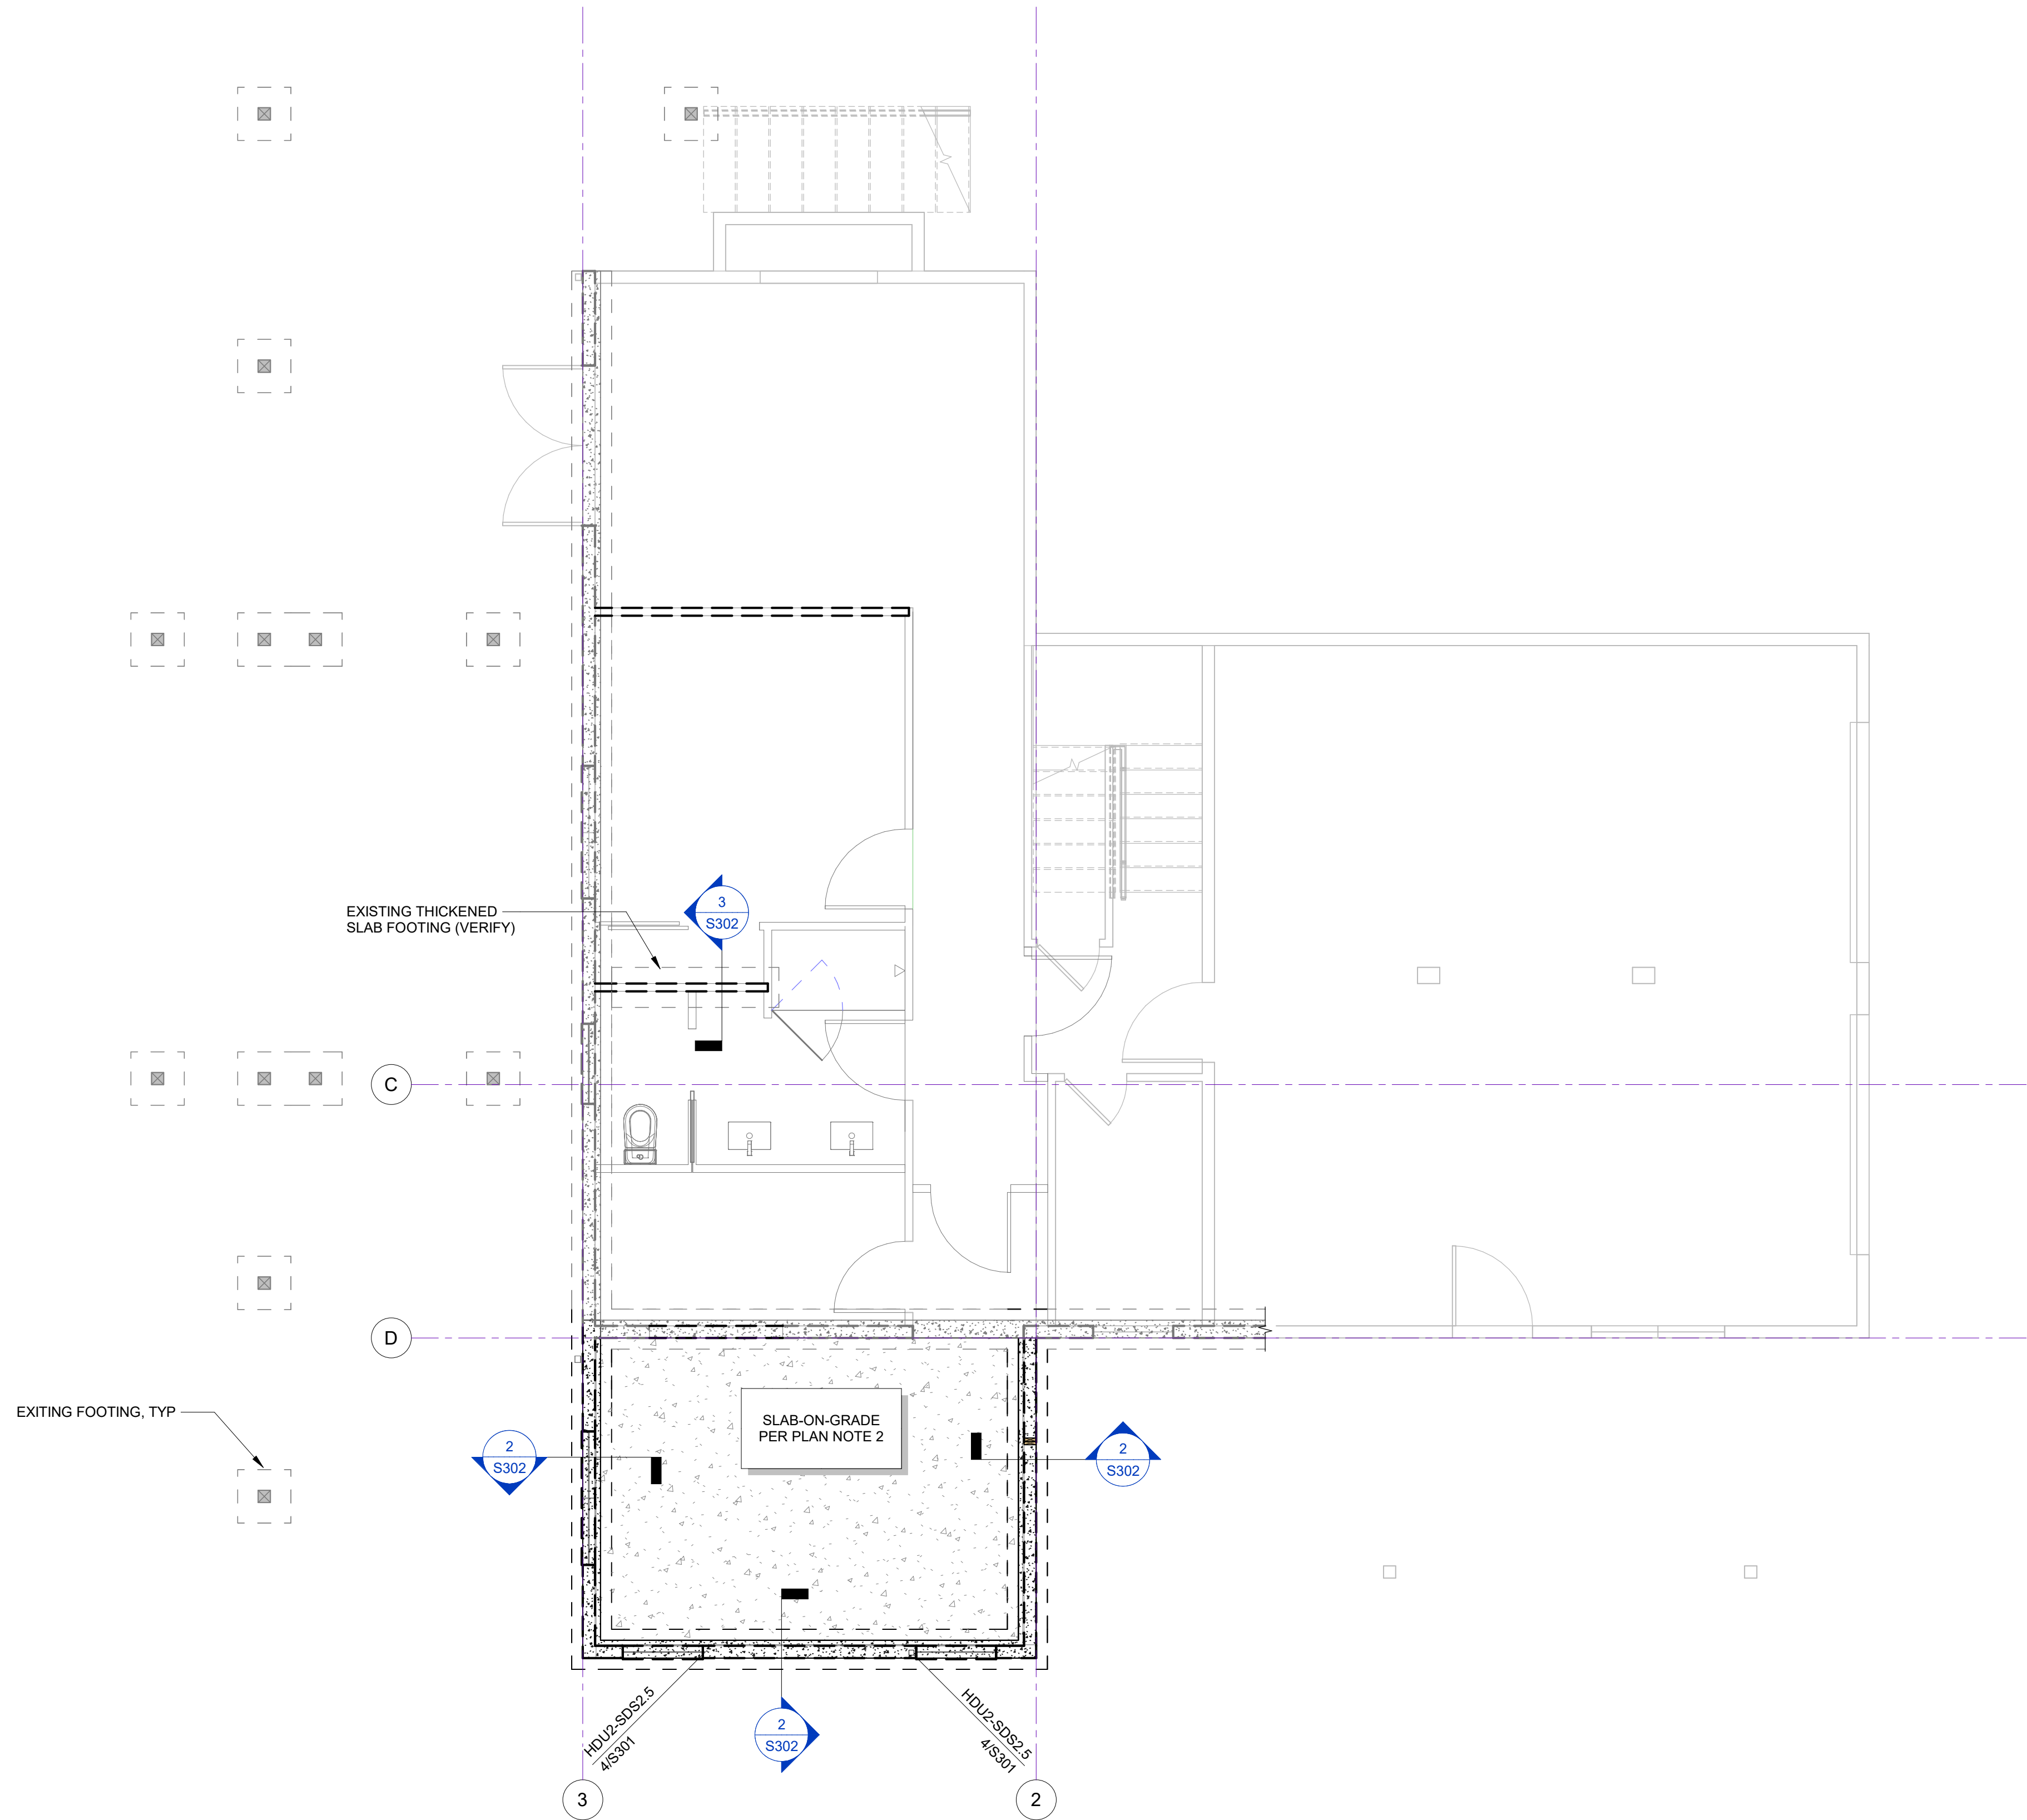 EXISTING THICKENED
SLAB FOOTING (VERIFY)
3
S302
C
D
EXITING FOOTING, TYP
SLAB-ON-GRADE
PER PLAN NOTE 2
2
S302
2
S302
HDU2-SDS2.5
4/S301
2
S302
HDU2-SDS2.5
4/S301
3
2